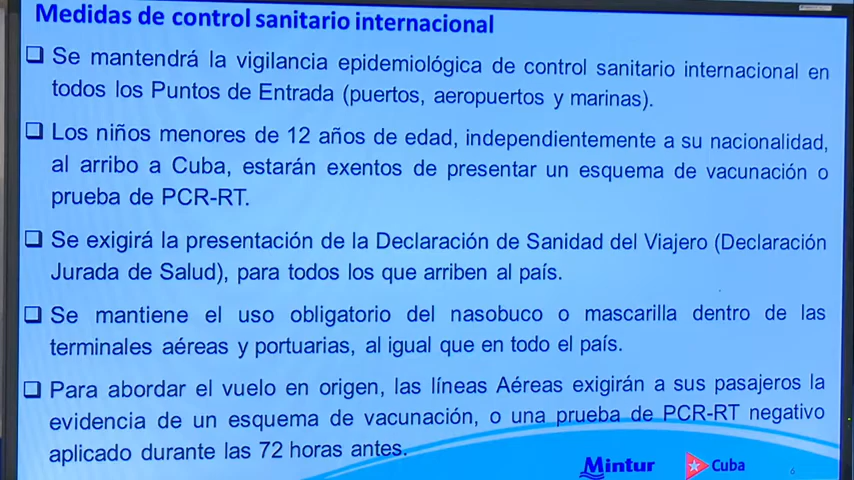 Medidas de control sanitario internacional
❑ Se mantendrá la vigilancia epidemiológica de control sanitario internacional en
todos los Puntos de Entrada (puertos, aeropuertos y marinas).
❑ Los niños menores de 12 años de edad, independientemente a su nacionalidad,
al arribo a Cuba, estarán exentos de presentar un esquema de vacunación o
prueba de PCR-RT.
❑ Se exigirá la presentación de la Declaración de Sanidad del Viajero (Declaración
Jurada de Salud), para todos los que arriben al país.
❑ Se mantiene el uso obligatorio del nasobuco o mascarilla dentro de las
terminales aéreas y portuarias, al igual que en todo el país.
❑ Para abordar el vuelo en origen, las líneas Aéreas exigirán a sus pasajeros la
evidencia de un esquema de vacunación, o una prueba de PCR-RT negativo
aplicado durante las 72 horas antes.
Mintur Cuba 6